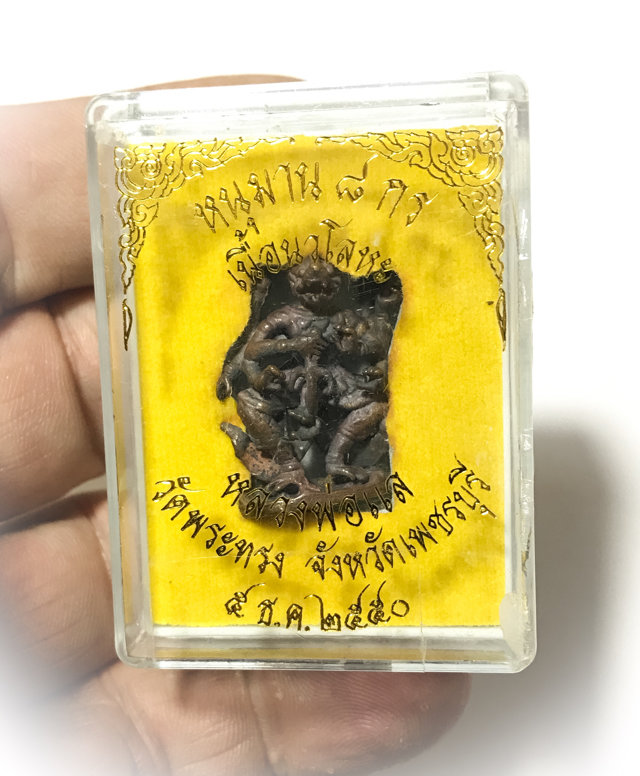 หนุมาน ๘ กร
เนื้อนวโลหะ
หลวงพ่อแล
วัดพระทรง จังหวัดเพชรบุรี
๕ ธ.ค. ๒๕๕๐